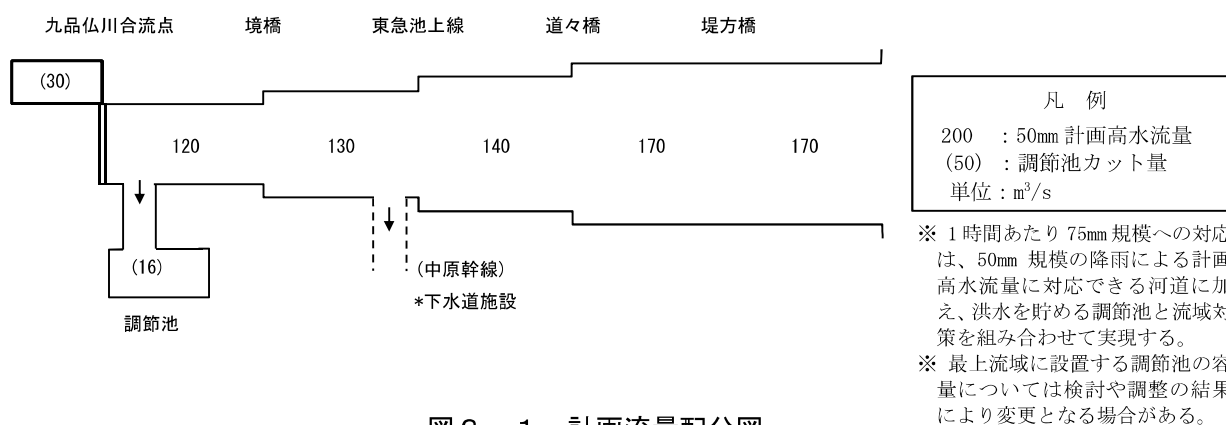 九品仏川合流点 境橋 東急池上線 道々橋 堤方橋
(30)
120 130 140 170 170
(16)
調節池
(中原幹線)
*下水道施設
凡 例
200 :50mm 計画高水流量
(50) :調節池カット量
単位:m³/s
※ 1時間あたり 75mm 規模への対応
は、50mm 規模の降雨による計画
高水流量に対応できる河道に加
え、洪水を貯める調節池と流域対
策を組み合わせて実現する。
※ 最上流域に設置する調節池の容
量については検討や調整の結果
により変更となる場合がある。
計画流量配分図